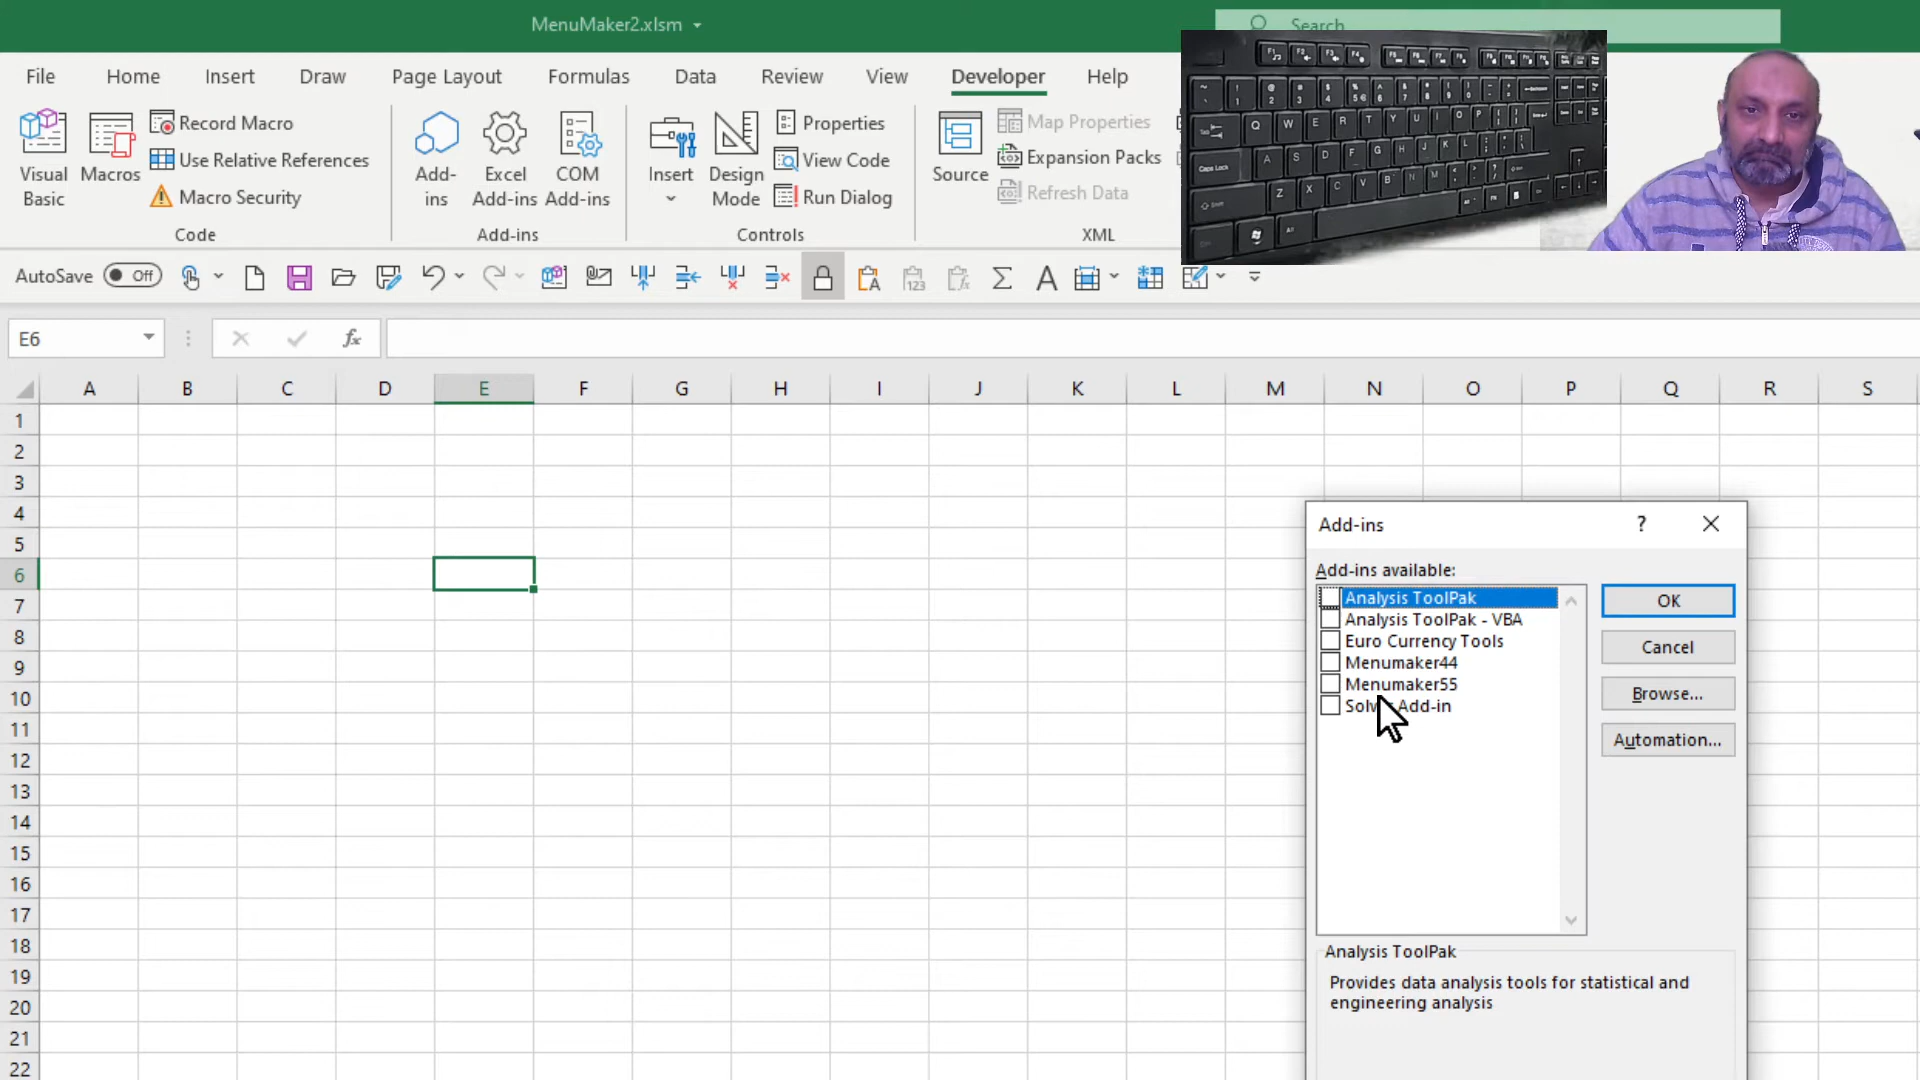 MenuMaker2.xlsm
Search
File Home Insert Draw Page Layout Formulas Data Review View Developer Help
Visual Basic
Macros
Record Macro
Use Relative References
Macro Security
Code
Add-ins
Excel Add-ins
COM Add-ins
Add-ins
Insert
Design Mode
Properties
View Code
Run Dialog
Controls
Source
Map Properties
Expansion Packs
Refresh Data
XML
AutoSave Off
E6
fx
A B C D E F G H I J K L M N O P Q R S
1
2
3
4
5
6
7
8
9
10
11
12
13
14
15
16
17
18
19
20
21
22
Add-ins ?
Add-ins available:
Analysis ToolPak
Analysis ToolPak - VBA
Euro Currency Tools
Menumaker44
Menumaker55
Add-in
OK
Cancel
Browse...
Automation...
Analysis ToolPak
Provides data analysis tools for statistical and
engineering analysis